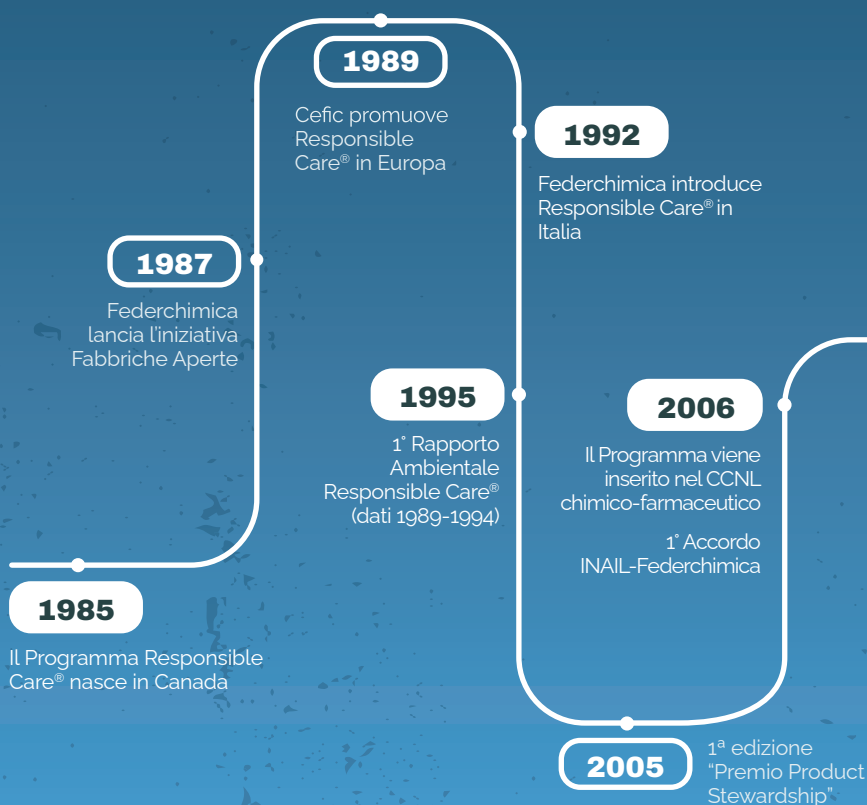 1985
Il Programma Responsible
Care® nasce in Canada
1987
Federchimica
lancia l'iniziativa
Fabbriche Aperte
1989
Cefic promuove
Responsible
Care® in Europa
1992
Federchimica introduce
Responsible Care® in
Italia
1995
1° Rapporto
Ambientale
Responsible Care®
(dati 1989-1994)
2005
1ª edizione
“Premio Product
Stewardship”
2006
Il Programma viene
inserito nel CCNL
chimico-farmaceutico
1° Accordo
INAIL-Federchimica